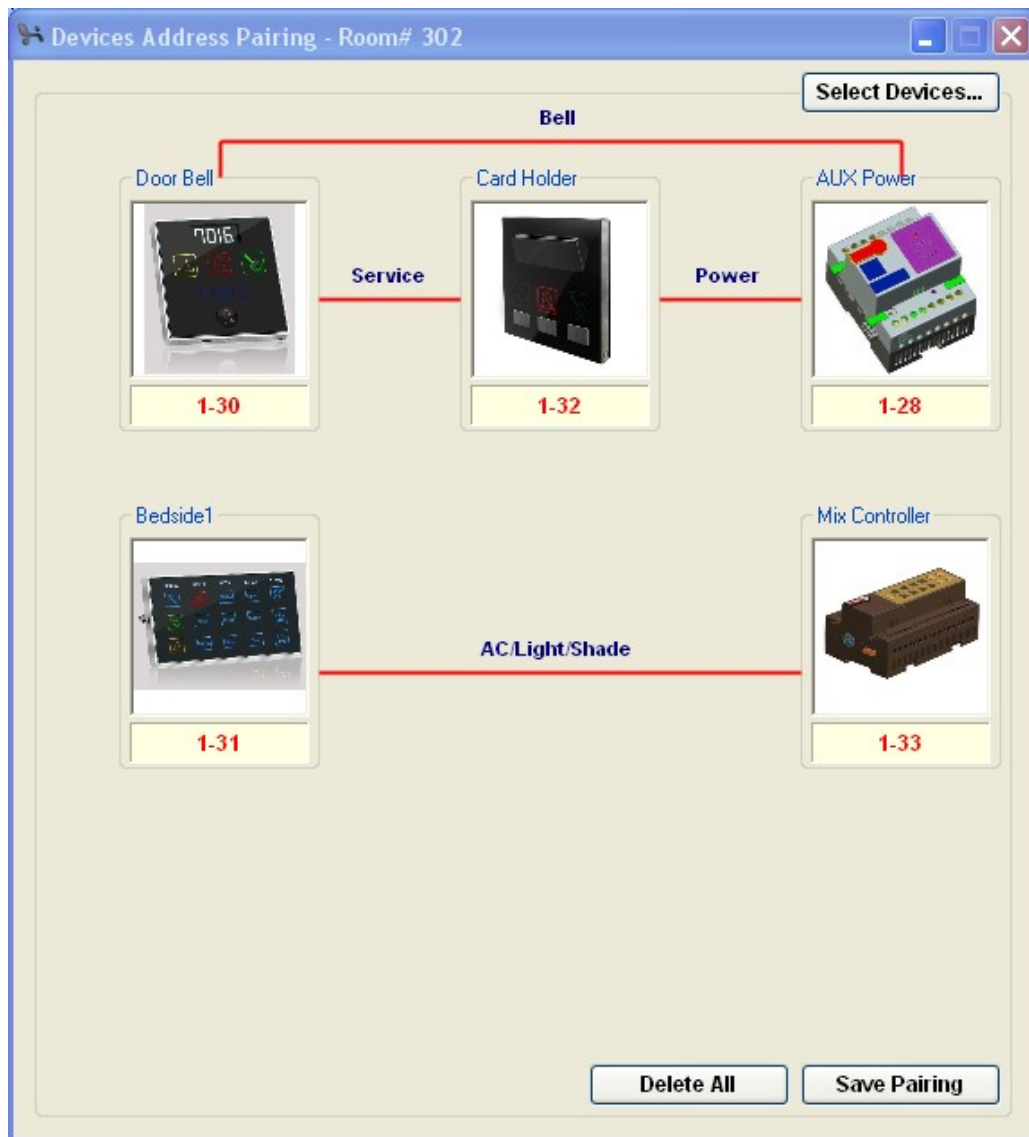 Devices Address Pairing - Room# 302
Select Devices...
Bell
Door Bell
Card Holder
AUX Power
7016
Service
Power
1-30
1-32
1-28
Bedside1
Mix Controller
AC/Light/Shade
1-31
1-33
Delete All
Save Pairing